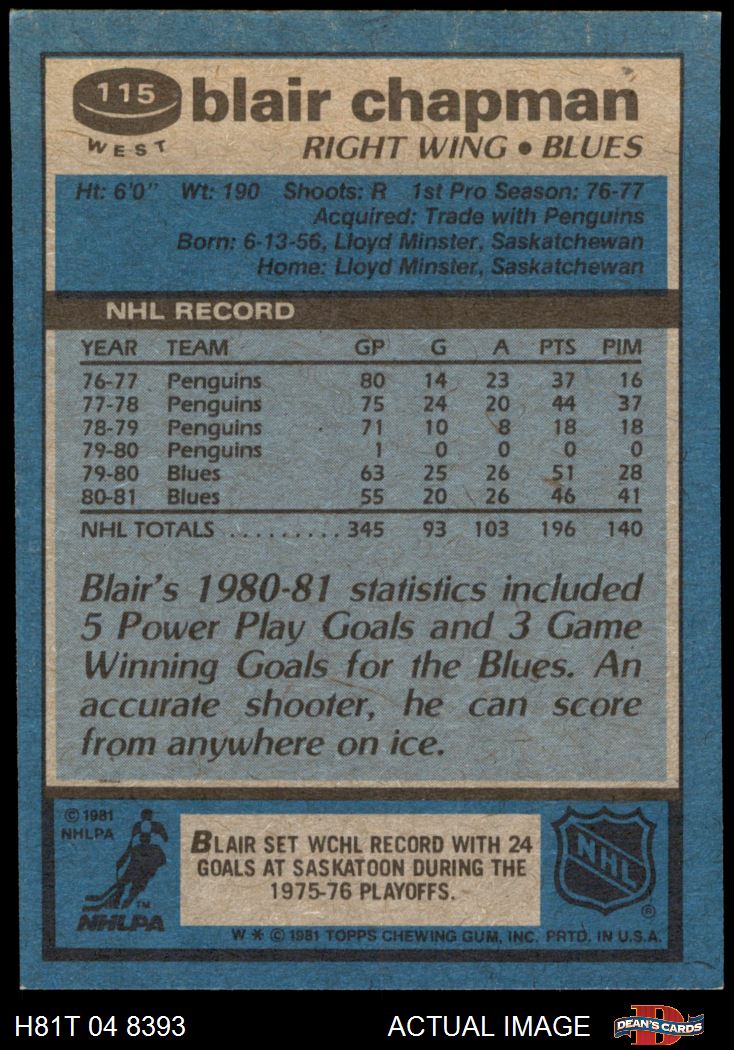 115
WEST
blair chapman
RIGHT WING • BLUES
Ht: 6'0" Wt: 190 Shoots: R 1st Pro Season: 76-77
Acquired: Trade with Penguins
Born: 6-13-56, Lloyd Minster, Saskatchewan
Home: Lloyd Minster, Saskatchewan
NHL RECORD
YEAR TEAM GP G A PTS PIM
76-77 Penguins 80 14 23 37 16
77-78 Penguins 75 24 20 44 37
78-79 Penguins 71 10 8 18 18
79-80 Penguins 1 0 0 0 0
79-80 Blues 63 25 26 51 28
80-81 Blues 55 20 26 46 41
NHL TOTALS . . . . . . . . . 345 93 103 196 140
Blair's 1980-81 statistics included
5 Power Play Goals and 3 Game
Winning Goals for the Blues. An
accurate shooter, he can score
from anywhere on ice.
© 1981
NHLPA
TM
NHLPA
BLAIR SET WCHL RECORD WITH 24
GOALS AT SASKATOON DURING THE
1975-76 PLAYOFFS.
NHL
®
W * © 1981 TOPPS CHEWING GUM, INC. PRTD. IN U.S.A.
H81T 04 8393 ACTUAL IMAGE
D
DEAN'S CARDS